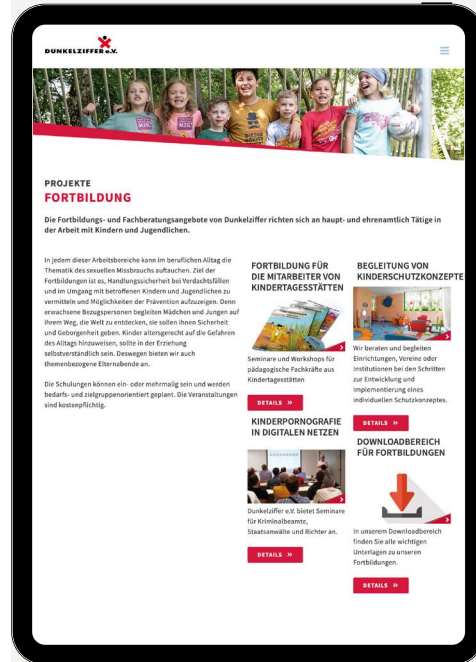 DUNKELZIFFER e.V.
PROJEKTE
FORTBILDUNG
Die Fortbildungs- und Fachberatungsangebote von Dunkelziffer richten sich an haupt- und ehrenamtlich Tätige in
der Arbeit mit Kindern und Jugendlichen.
In jedem dieser Arbeitsbereiche kann im beruflichen Alltag die
Thematik des sexuellen Missbrauchs auftauchen. Ziel der
Fortbildungen ist es, Handlungssicherheit bei Verdachtsfällen
und im Umgang mit betroffenen Kindern und Jugendlichen zu
vermitteln und Möglichkeiten der Prävention aufzuzeigen. Denn
erwachsene Bezugspersonen begleiten Mädchen und Jungen auf
ihrem Weg, die Welt zu entdecken, sie sollen ihnen Sicherheit
und Geborgenheit geben. Kinder altersgerecht auf die Gefahren
des Alltags hinzuweisen, sollte in der Erziehung
selbstverständlich sein. Deswegen bieten wir auch
themenbezogene Elternabende an.
Die Schulungen können ein- oder mehrmalig sein und werden
bedarfs- und zielgruppenorientiert geplant. Die Veranstaltungen
sind kostenpflichtig.
FORTBILDUNG FÜR
DIE MITARBEITER VON
KINDERTAGESSTÄTTEN
Seminare und Workshops für
pädagogische Fachkräfte aus
Kindertagesstätten
DETAILS »
KINDERPORNOGRAFIE
IN DIGITALEN NETZEN
Dunkelziffer e.V. bietet Seminare
für Kriminalbeamte,
Staatsanwälte und Richter an.
DETAILS »
BEGLEITUNG VON
KINDERSCHUTZKONZEPTE
Wir beraten und begleiten
Einrichtungen, Vereine oder
Institutionen bei den Schritten
zur Entwicklung und
Implementierung eines
individuellen Schutzkonzeptes.
DETAILS »
DOWNLOADBEREICH
FÜR FORTBILDUNGEN
In unserem Downloadbereich
finden Sie alle wichtigen
Unterlagen zu unseren
Fortbildungen.
DETAILS »